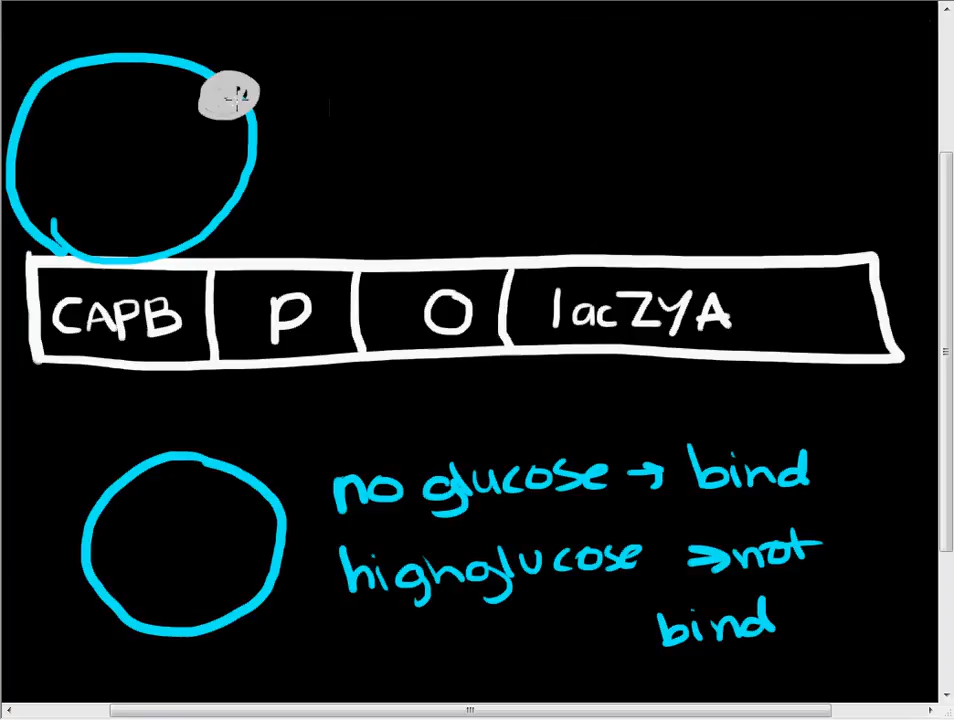 CAPB P O lacZYA
no glucose → bind
highglucose → not
bind